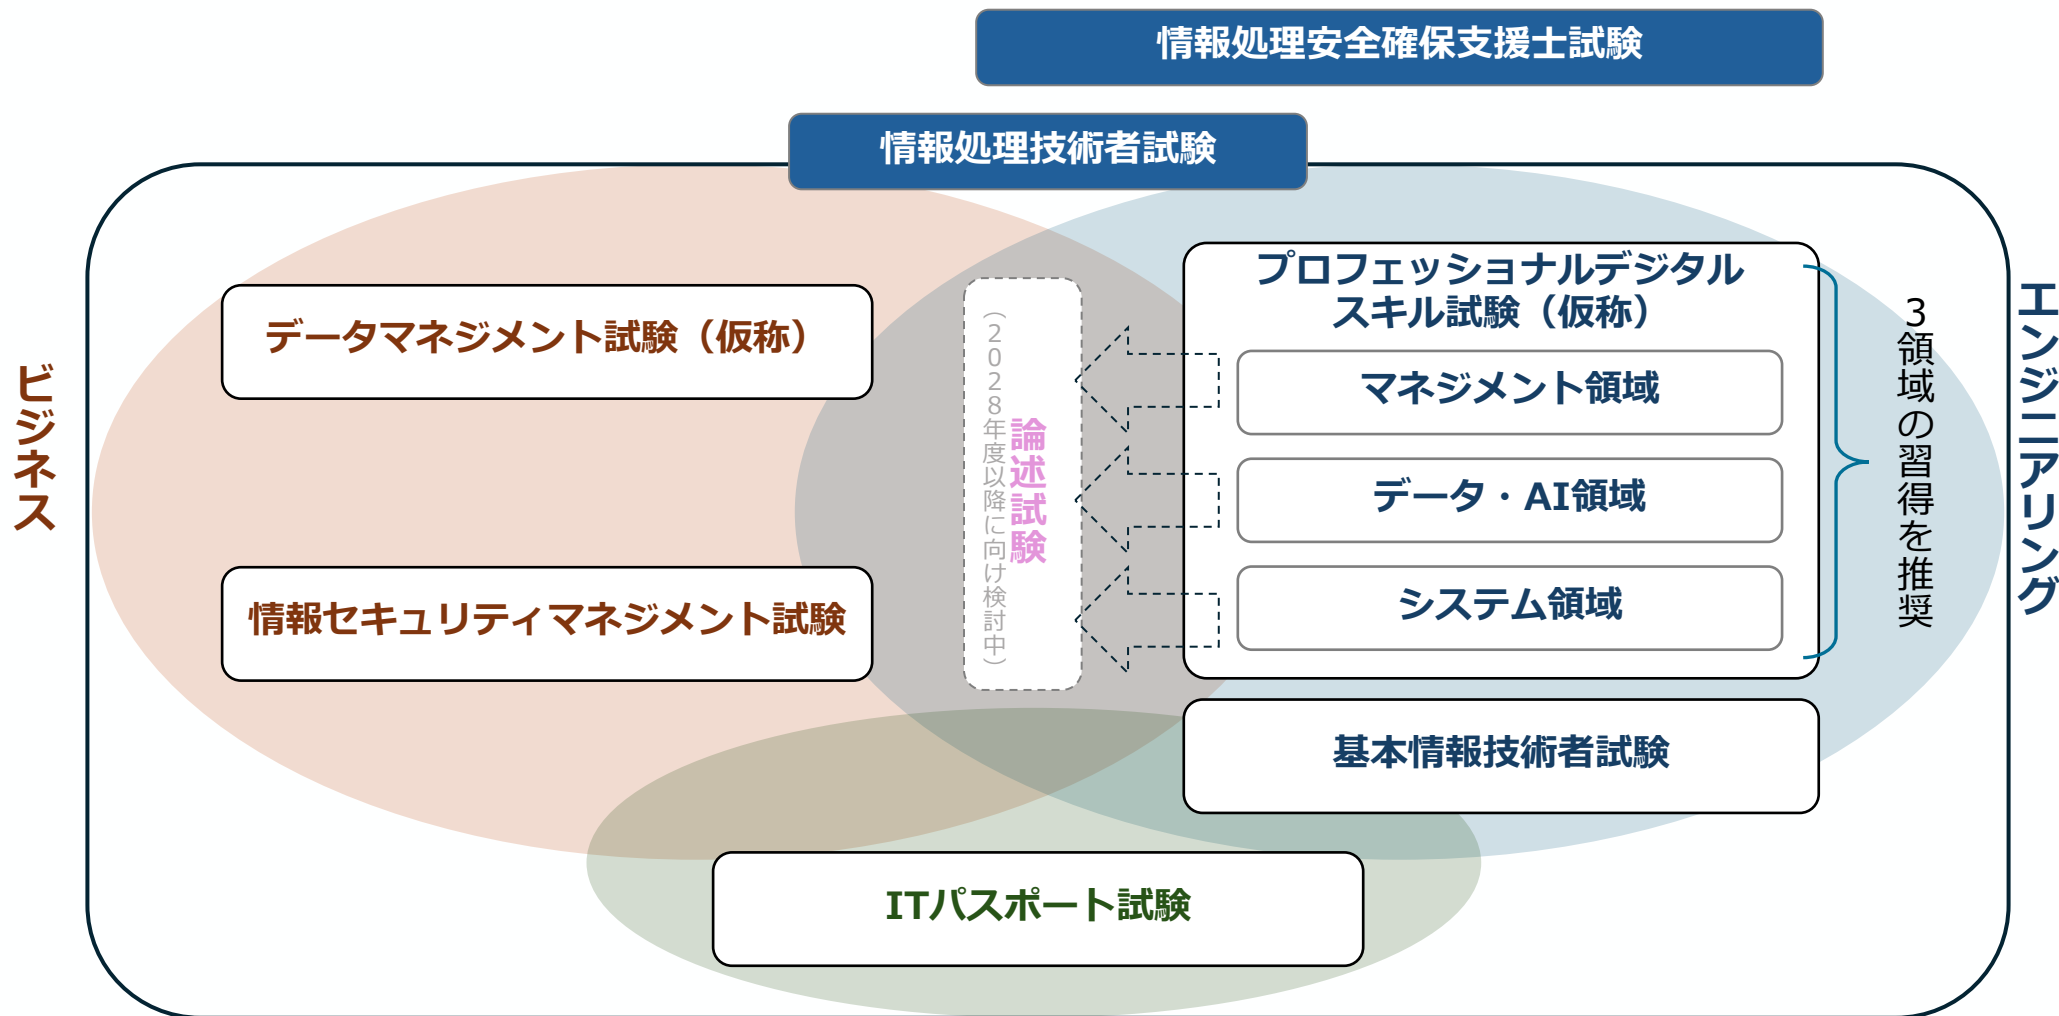 情報処理安全確保支援士試験
情報処理技術者試験
ビジネス
データマネジメント試験（仮称）
情報セキュリティマネジメント試験
論述試験
（2028年度以降に向け検討中）
プロフェッショナルデジタル
スキル試験（仮称）
マネジメント領域
データ・AI領域
システム領域
3領域の習得を推奨
エンジニアリング
基本情報技術者試験
ITパスポート試験